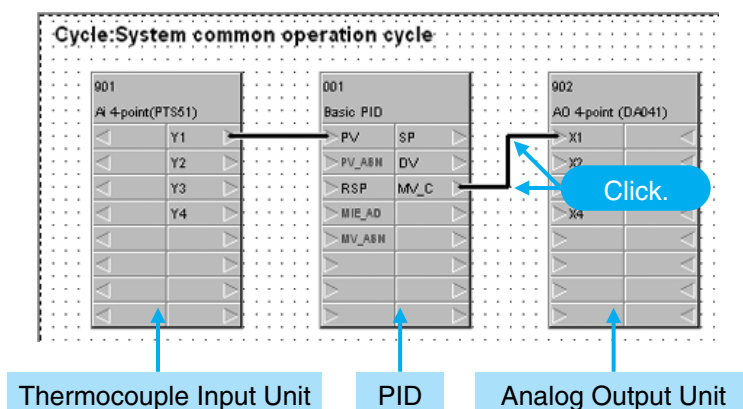 Cycle:System common operation cycle
901
Ai 4-point(PTS51)
Y1
Y2
Y3
Y4
001
Basic PID
PV SP
PV_ABN DV
RSP MV_C
MIE_AD
MV_ABN
902
AO 4-point (DA041)
X1
X2
X4
Click.
Thermocouple Input Unit
PID
Analog Output Unit